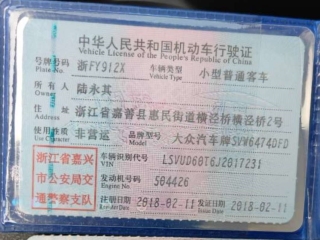 中华人民共和国机动车行驶证
Vehicle License of the People's Republic of China
号牌号码 浙FY912X 车辆类型 小型普通客车
Plate No. Vehicle Type
所有人 陆永其
Owner
住址 浙江省嘉善县惠民街道横泾桥横泾桥2号
Address
使用性质 非营运 品牌型号 大众汽车牌SVW6474DFD
Use Character Model
浙江省嘉兴
市公安局交
通警察支队
车辆识别代号 LSVUD60T6J2017231
VIN
发动机号码 504426
Engine No.
注册日期 2018-02-11 发证日期 2018-02-11
Register Date Issue Date